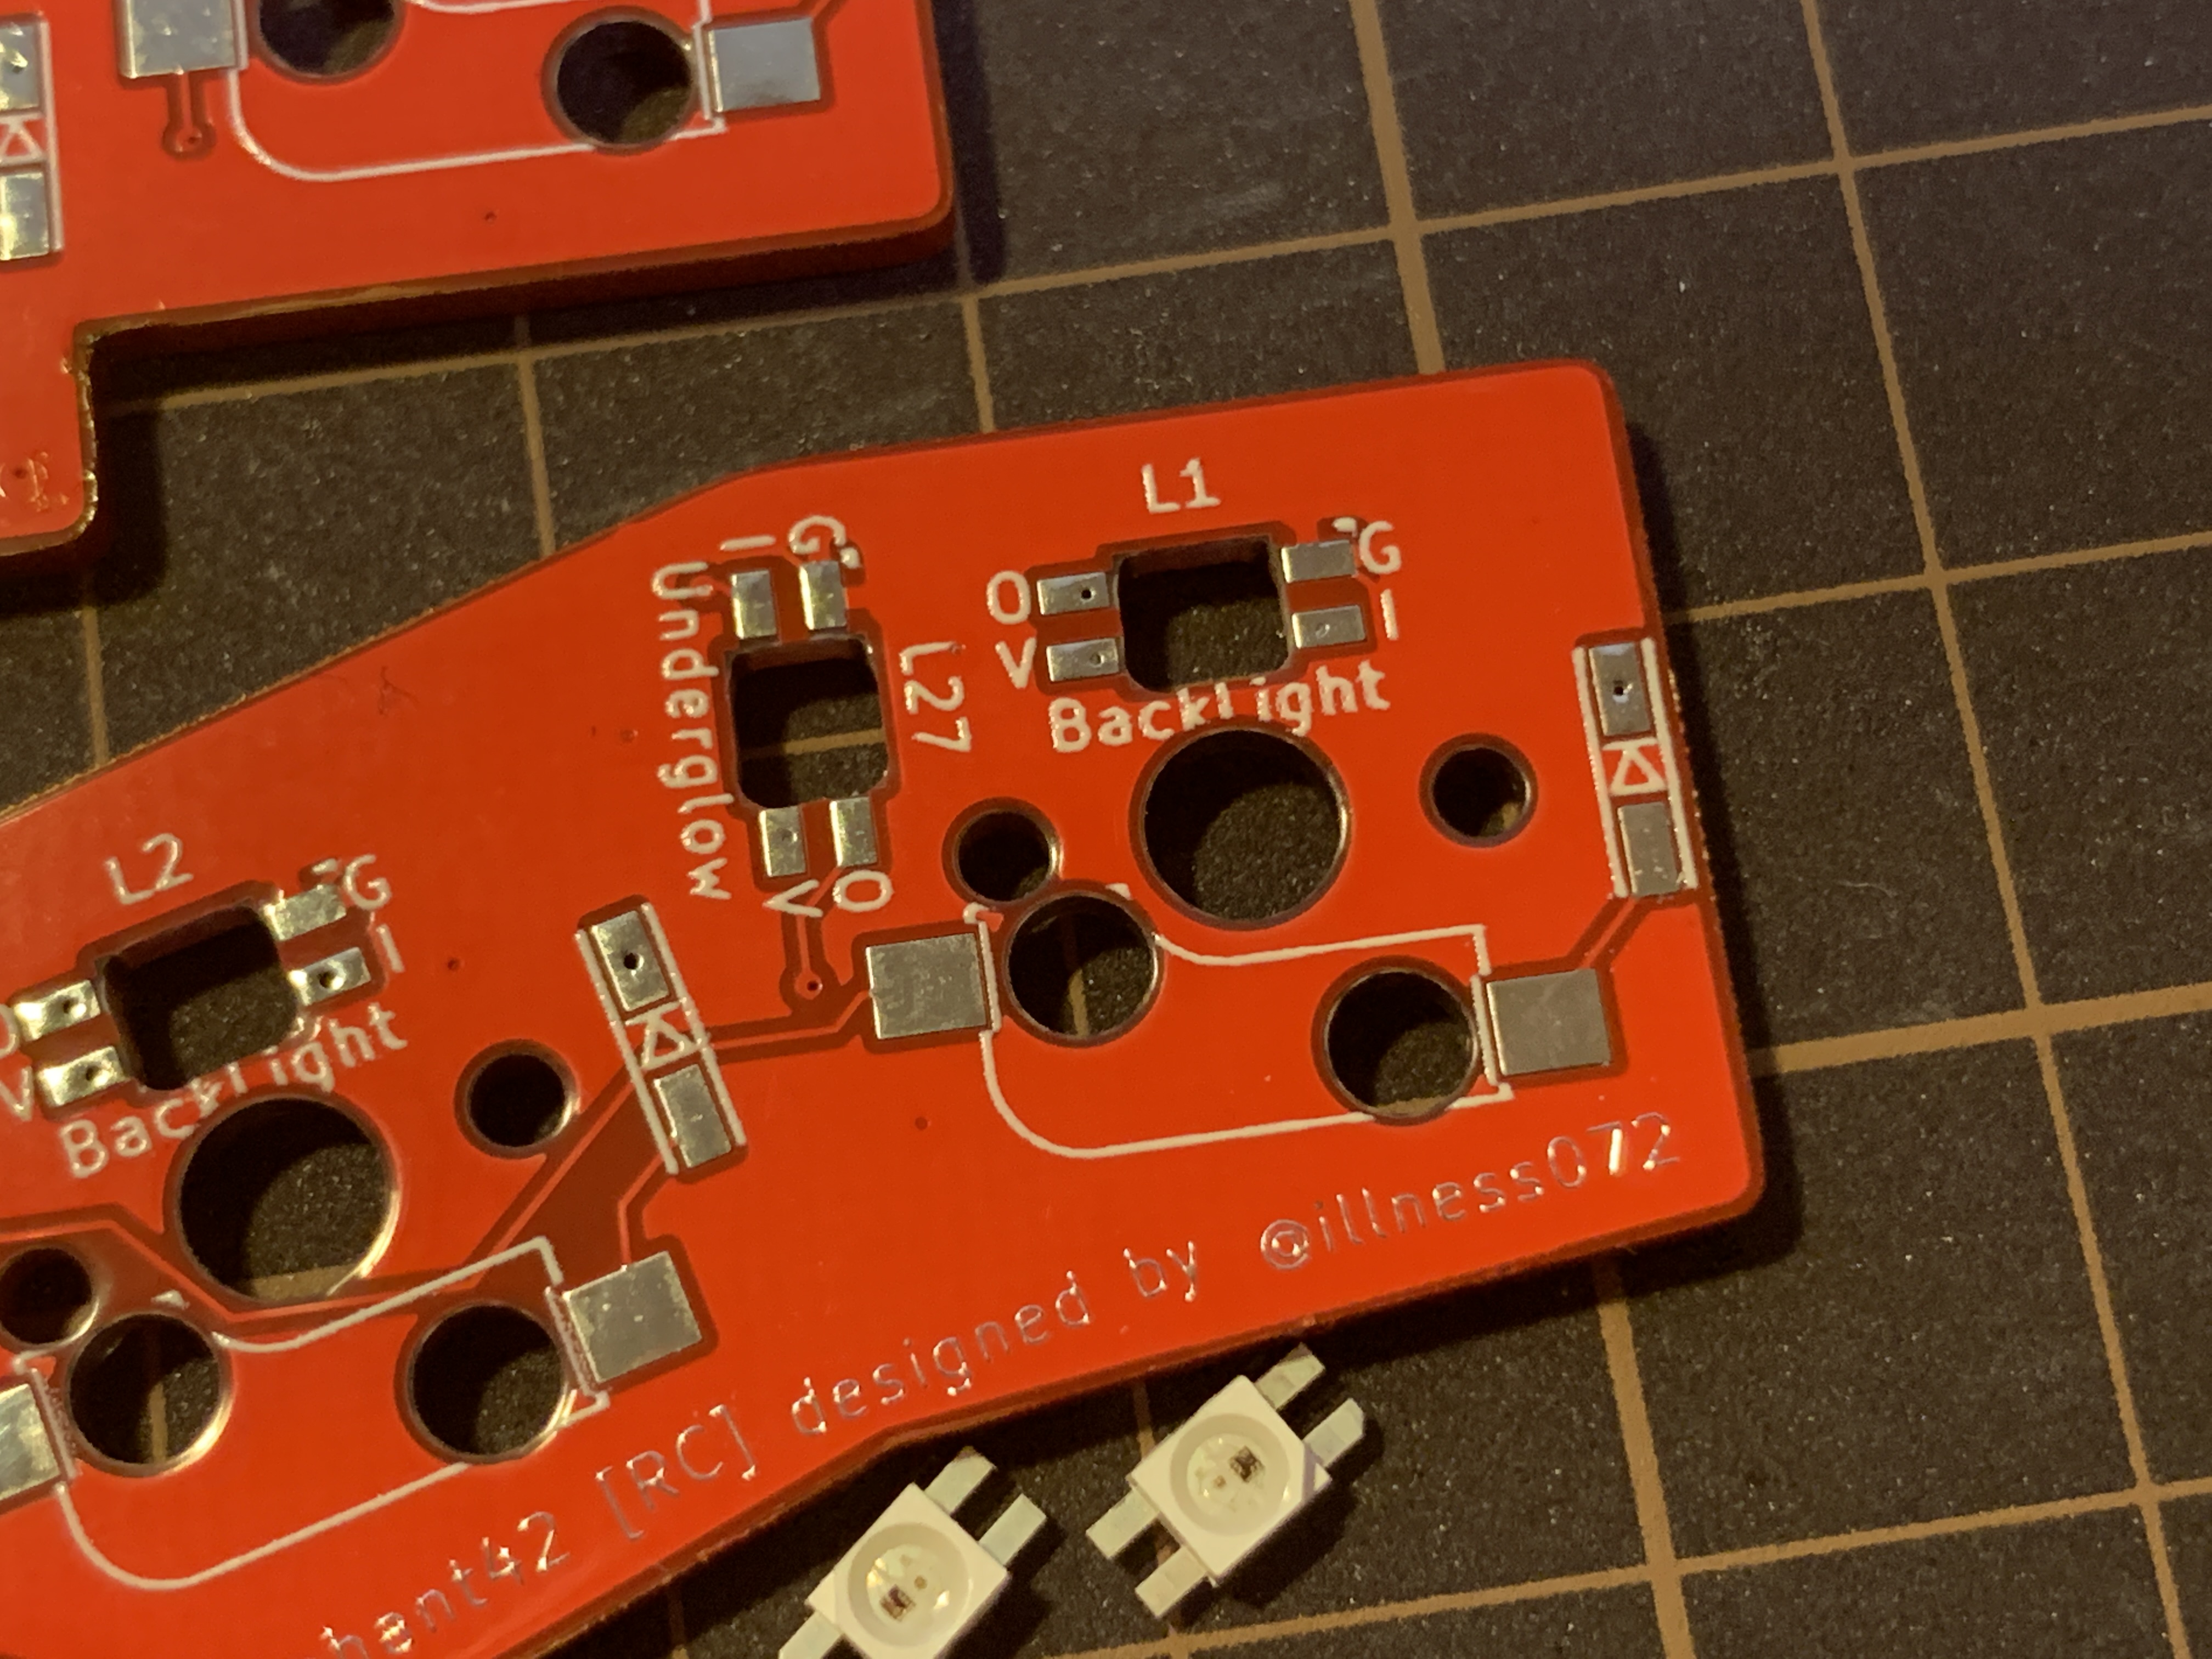 L1
G
I
O
V
BackLight
I
G
Underglow
L27
V
O
L2
G
I
V
BackLight
hant42 [RC] designed by @illness072